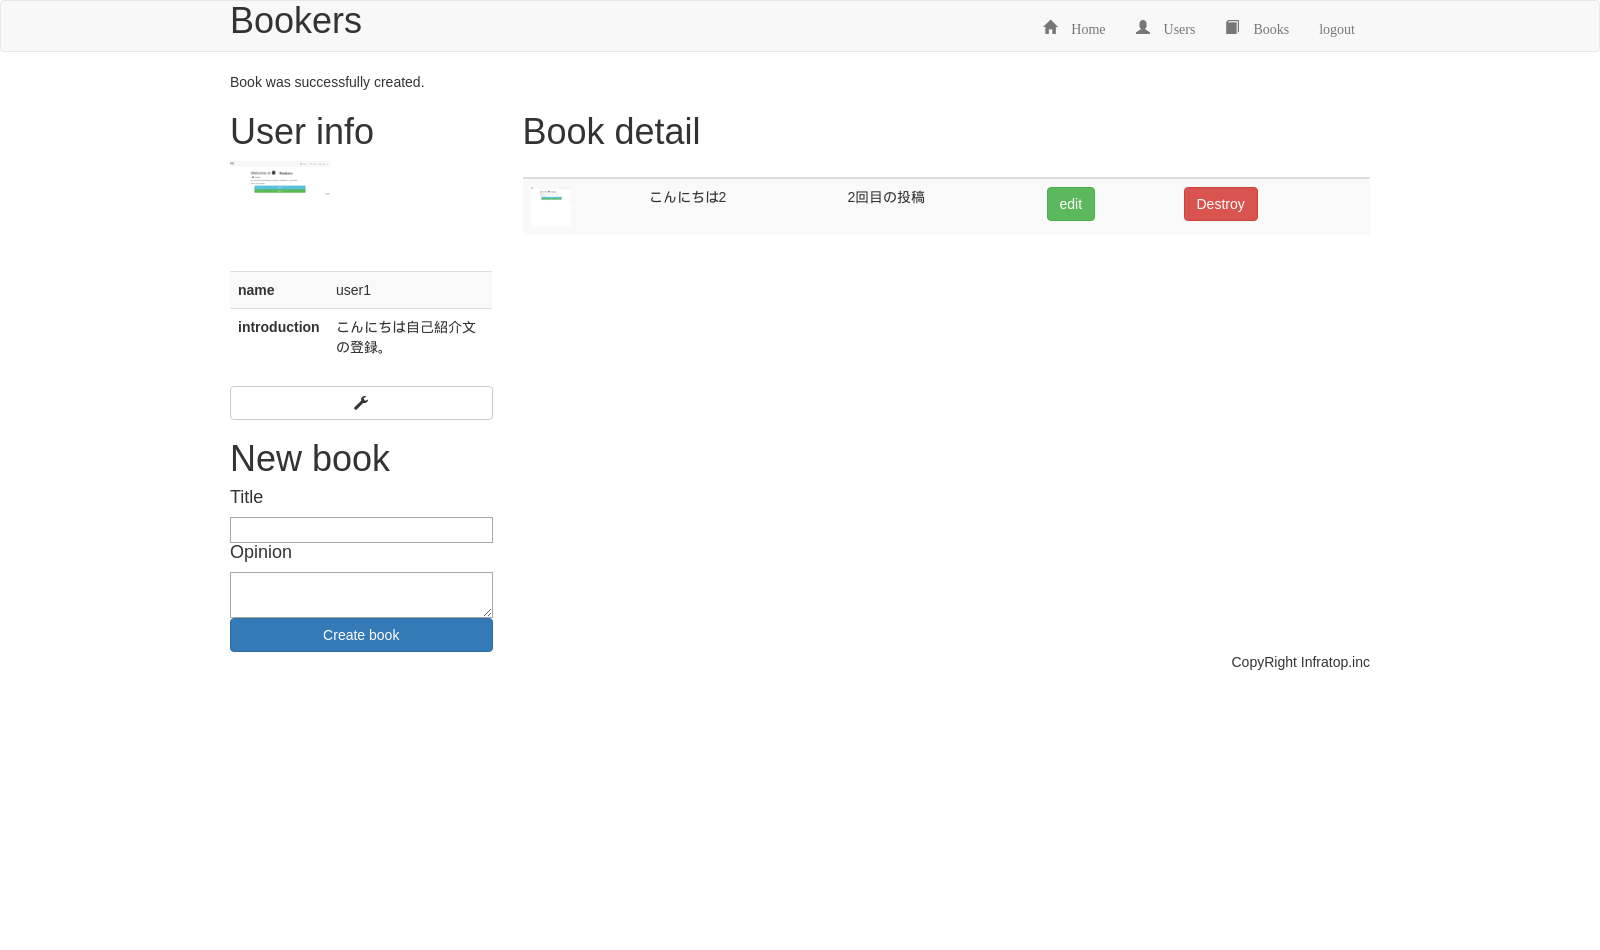 Bookers
Home Users Books logout
Book was successfully created.
User info
Book detail
こんにちは2 2回目の投稿 edit Destroy
name user1
introduction こんにちは自己紹介文
の登録。
New book
Title
Opinion
Create book
CopyRight Infratop.inc